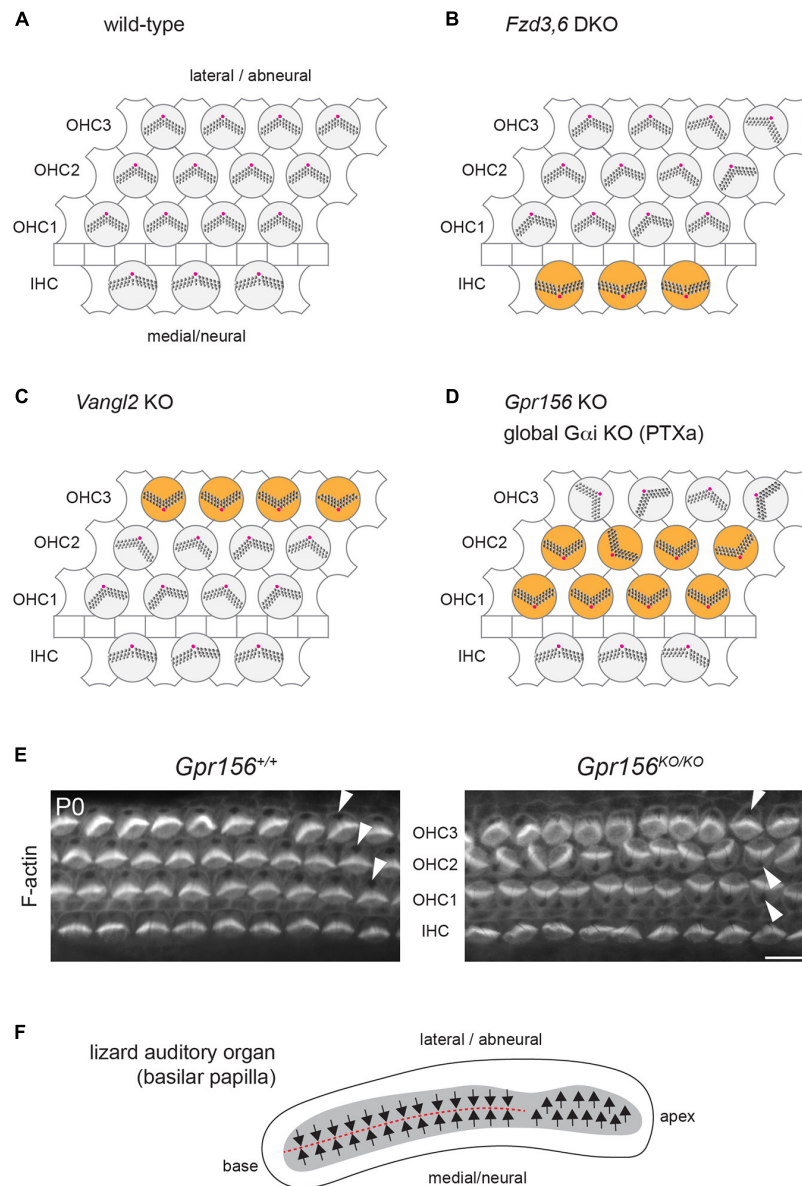 A
wild-type
lateral / abneural
OHC3
OHC2
OHC1
IHC
medial/neural
B
Fzd3,6 DKO
OHC3
OHC2
OHC1
IHC
C
Vangl2 KO
OHC3
OHC2
OHC1
IHC
D
Gpr156 KO
global Gαi KO (PTXa)
OHC3
OHC2
OHC1
IHC
E
Gpr156+/+
Gpr156KO/KO
P0
F-actin
OHC3
OHC2
OHC1
IHC
F
lizard auditory organ
(basilar papilla)
lateral / abneural
base
apex
medial/neural